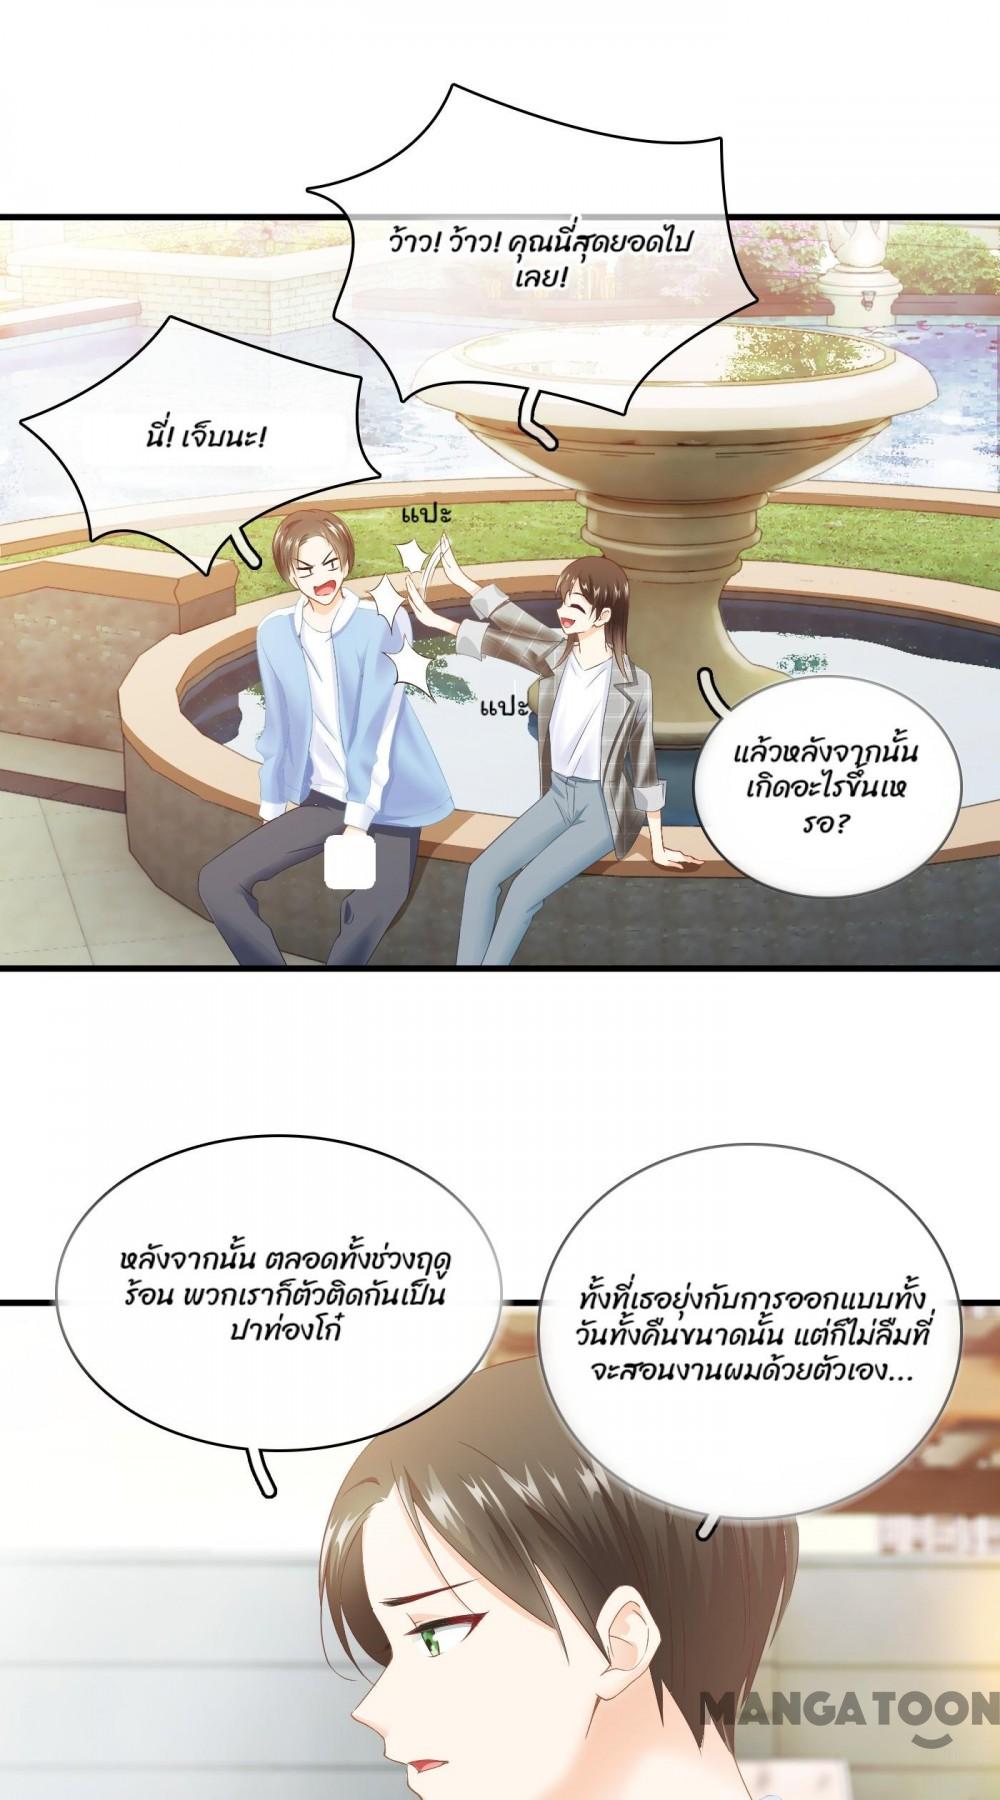 ว้าว! ว้าว! คุณนี่สุดยอดไป
เลย!
นี่! เจ็บนะ!
แปะ
แปะ
แล้วหลังจากนั้น
เกิดอะไรขึ้นเห
รอ?
หลังจากนั้น ตลอดทั้งช่วงฤดู
ร้อน พวกเราก็ตัวติดกันเป็น
ปาท่องโก๋
ทั้งที่เธอยุ่งกับการออกแบบทั้ง
วันทั้งคืนขนาดนั้น แต่ก็ไม่ลืมที่
จะสอนงานผมด้วยตัวเอง...
MANGATOON